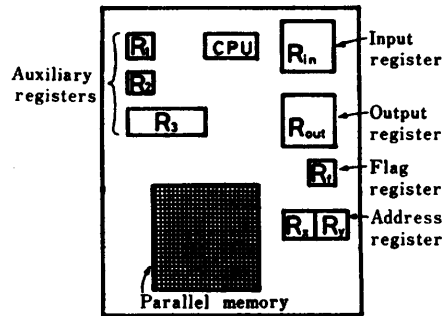 Auxiliary
registers
R1
R2
R3
CPU
Rin
Input
register
Rout
Output
register
Rf
Flag
register
Rx
Ry
Address
register
Parallel memory